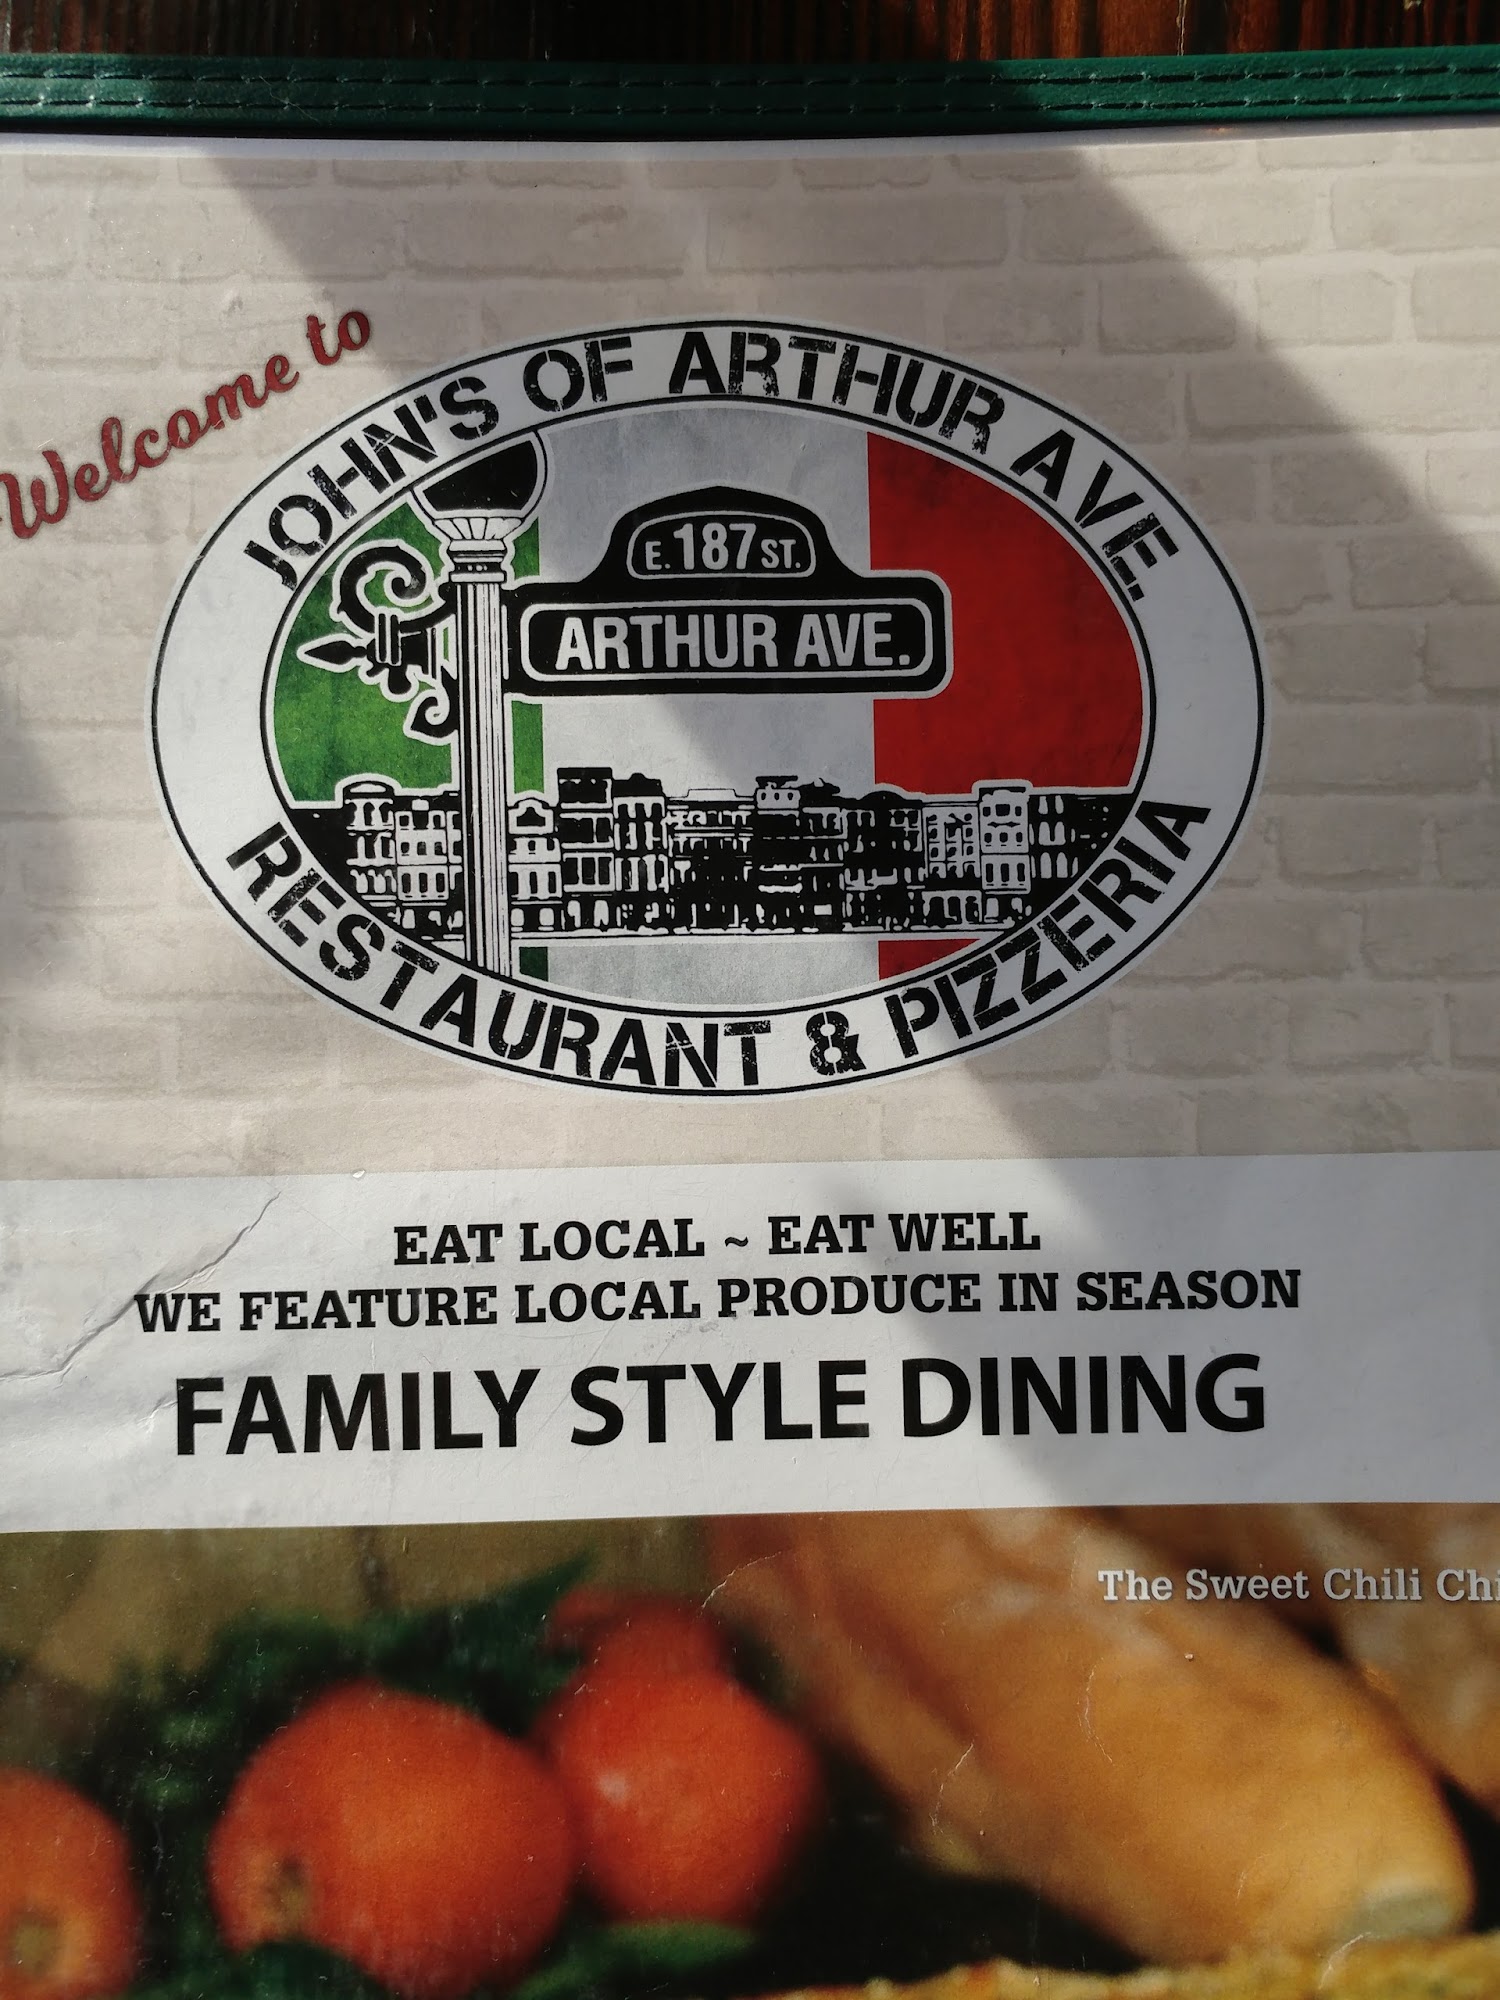 Welcome to
JOHN'S OF ARTHUR AVE.
E. 187 ST.
ARTHUR AVE.
RESTAURANT & PIZZERIA
EAT LOCAL ~ EAT WELL
WE FEATURE LOCAL PRODUCE IN SEASON
FAMILY STYLE DINING
The Sweet Chili